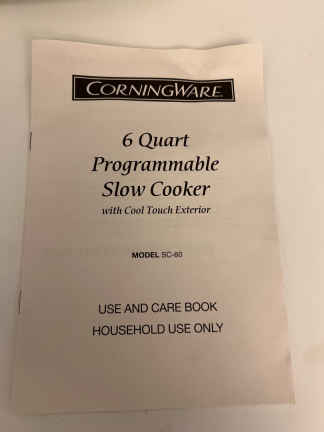 CORNINGWARE
6 Quart
Programmable
Slow Cooker
with Cool Touch Exterior
MODEL SC-60
USE AND CARE BOOK
HOUSEHOLD USE ONLY